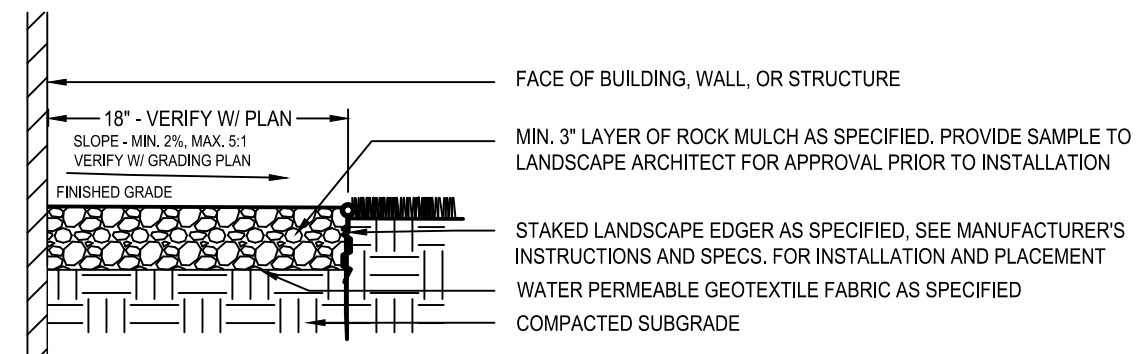 FACE OF BUILDING, WALL, OR STRUCTURE
18" - VERIFY W/ PLAN
SLOPE - MIN. 2%, MAX. 5:1
VERIFY W/ GRADING PLAN
FINISHED GRADE
MIN. 3" LAYER OF ROCK MULCH AS SPECIFIED. PROVIDE SAMPLE TO
LANDSCAPE ARCHITECT FOR APPROVAL PRIOR TO INSTALLATION
STAKED LANDSCAPE EDGER AS SPECIFIED, SEE MANUFACTURER'S
INSTRUCTIONS AND SPECS. FOR INSTALLATION AND PLACEMENT
WATER PERMEABLE GEOTEXTILE FABRIC AS SPECIFIED
COMPACTED SUBGRADE